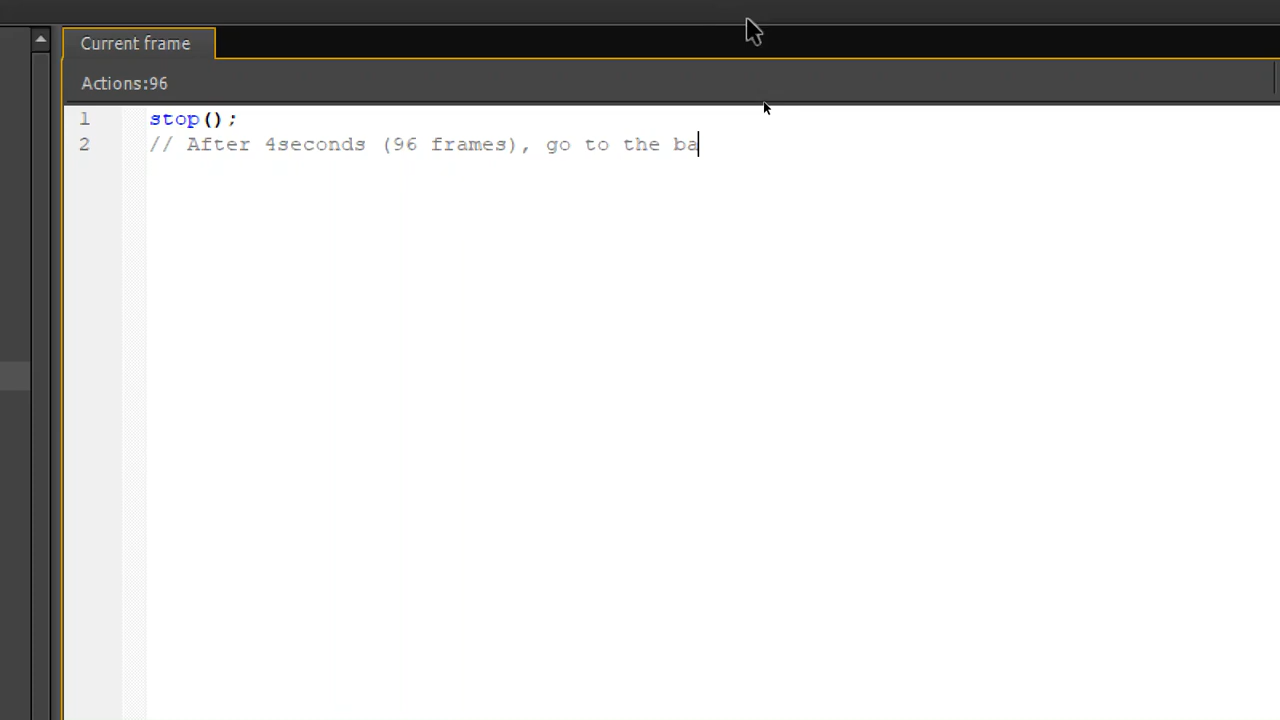 Current frame
Actions:96
1 stop();
2 // After 4seconds (96 frames), go to the ba